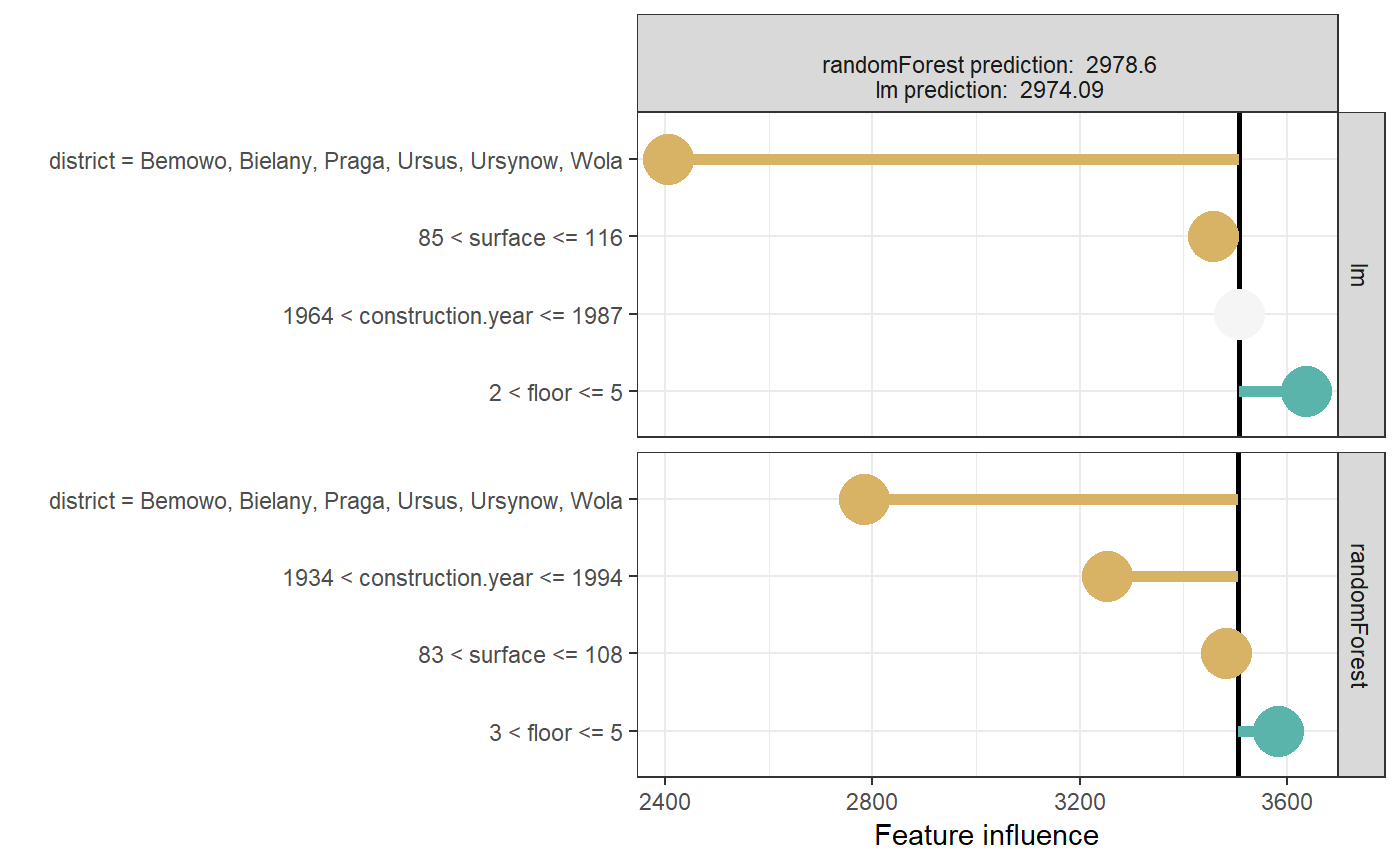 randomForest prediction:  2978.6
lm prediction:  2974.09
district = Bemowo, Bielany, Praga, Ursus, Ursynow, Wola
85 < surface <= 116
1964 < construction.year <= 1987
2 < floor <= 5
lm
district = Bemowo, Bielany, Praga, Ursus, Ursynow, Wola
1934 < construction.year <= 1994
83 < surface <= 108
3 < floor <= 5
randomForest
2400 2800 3200 3600
Feature influence